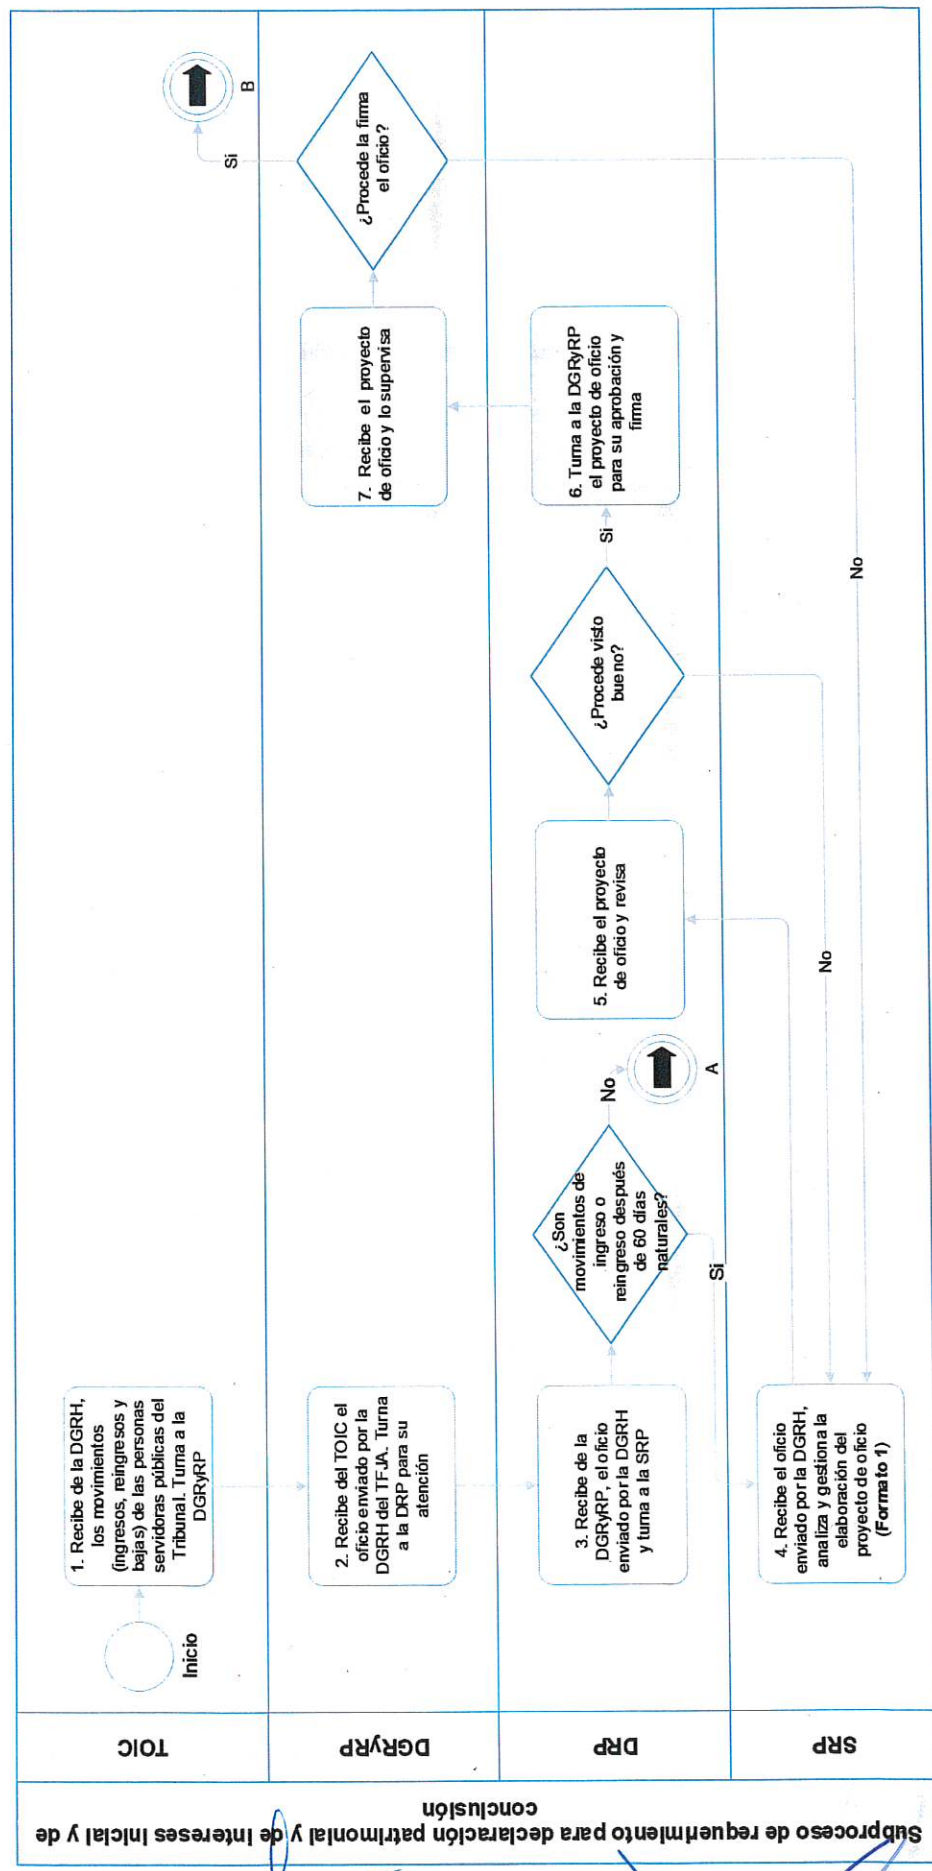 Subproceso de requerimiento para declaración patrimonial y de intereses inicial y de
conclusión
TOIC
DGRyRP
DRP
SRP
Inicio
1. Recibe de la DGRH,
los movimientos
(ingresos, reingresos y
bajas) de las personas
servidoras públicas del
Tribunal. Turna a la
DGRyRP
2. Recibe del TOIC el
oficio enviado por la
DGRH del TFJA. Turna
a la DRP para su
atención
3. Recibe de la
DGRyRP, el oficio
enviado por la DGRH
y turna a la SRP
¿Son
movimientos de
ingreso o
reingreso después
de 60 días
naturales?
No
A
Si
4. Recibe el oficio
enviado por la DGRH,
analiza y gestiona la
elaboración del
proyecto de oficio
(Formato 1)
5. Recibe el proyecto
de oficio y revisa
¿Procede visto
bueno?
No
Si
6. Turna a la DGRyRP
el proyecto de oficio
para su aprobación y
firma
7. Recibe el proyecto
de oficio y lo supervisa
¿Procede la firma
el oficio?
No
Si
B